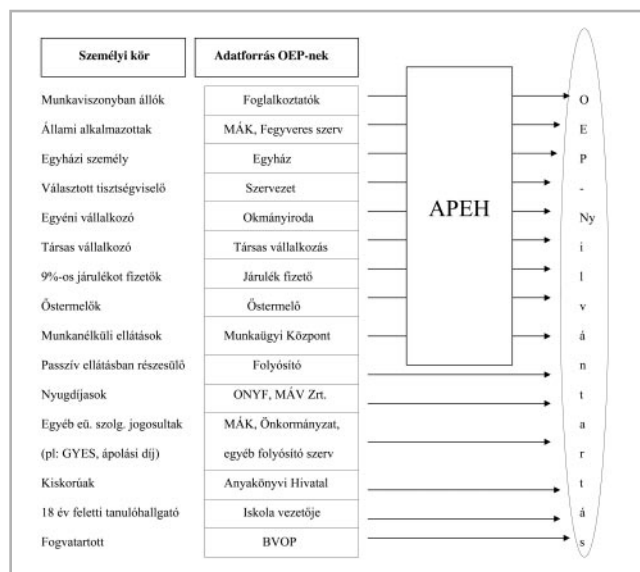 Személyi kör Adatforrás OEP-nek
Munkaviszonyban állók Foglalkoztatók
Állami alkalmazottak MÁK, Fegyveres szerv
Egyházi személy Egyház
Választott tisztségviselő Szervezet
Egyéni vállalkozó Okmányiroda
Társas vállalkozó Társas vállalkozás
9%-os járulékot fizetők Járulék fizető
Őstermelők Őstermelő
Munkanélküli ellátások Munkaügyi Központ
Passzív ellátásban részesülő Folyósító
Nyugdíjasok ONYF, MÁV Zrt.
Egyéb eü. szolg. jogosultak MÁK, Önkormányzat,
(pl: GYES, ápolási díj) egyéb folyósító szerv
Kiskorúak Anyakönyvi Hivatal
18 év feletti tanulóhallgató Iskola vezetője
Fogvatartott BVOP
APEH
O
E
P
-
Ny
i
l
v
á
n
t
a
r
t
á
s